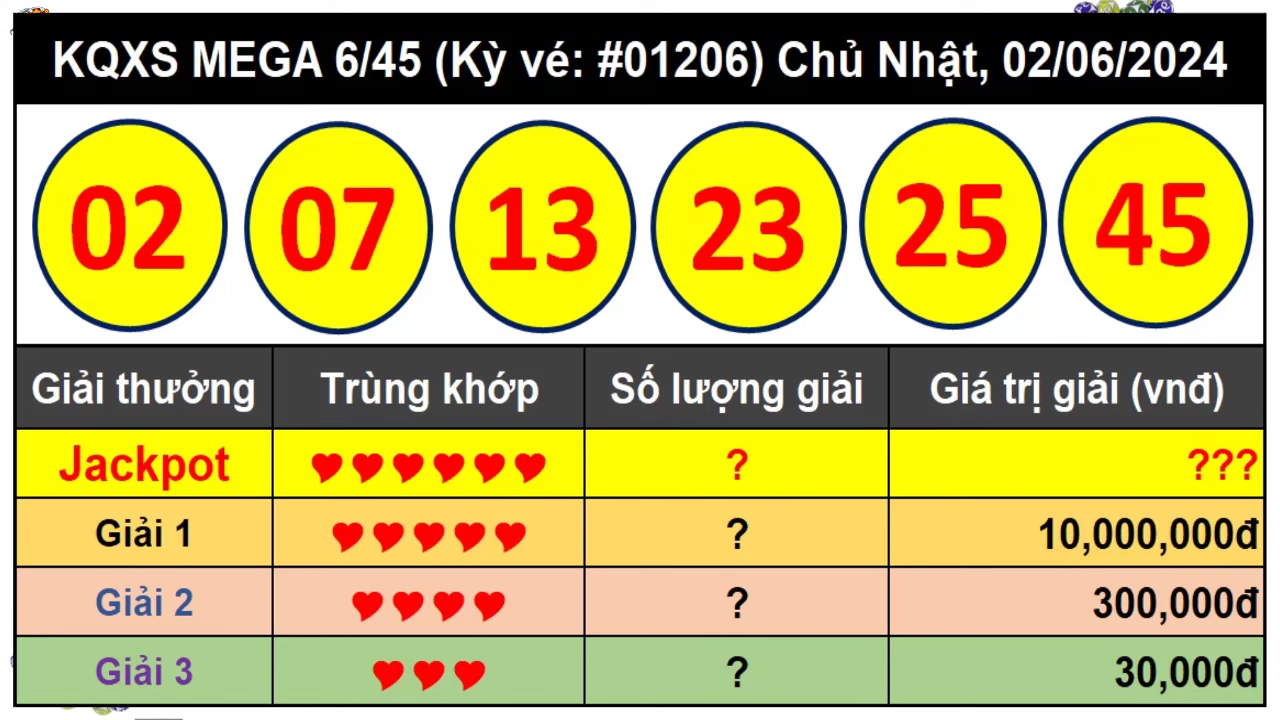 KQXS MEGA 6/45 (Kỳ vé: #01206) Chủ Nhật, 02/06/2024
02 07 13 23 25 45
Giải thưởng Trùng khớp Số lượng giải Giá trị giải (vnđ)
Jackpot ? ???
Giải 1 ? 10,000,000đ
Giải 2 ? 300,000đ
Giải 3 ? 30,000đ